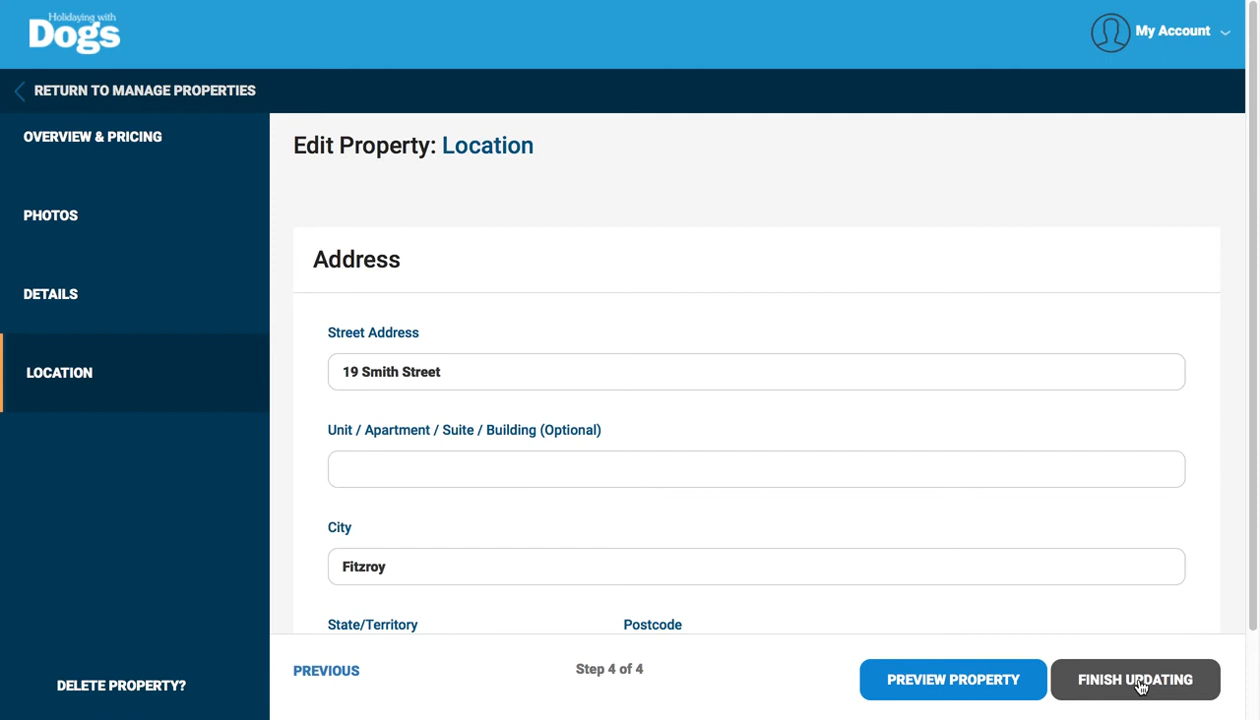 Holidaying with
Dogs
My Account
RETURN TO MANAGE PROPERTIES
OVERVIEW & PRICING
PHOTOS
DETAILS
LOCATION
DELETE PROPERTY?
Edit Property: Location
Address
Street Address
19 Smith Street
Unit / Apartment / Suite / Building (Optional)
City
Fitzroy
State/Territory
Postcode
PREVIOUS
Step 4 of 4
PREVIEW PROPERTY
FINISH UPDATING